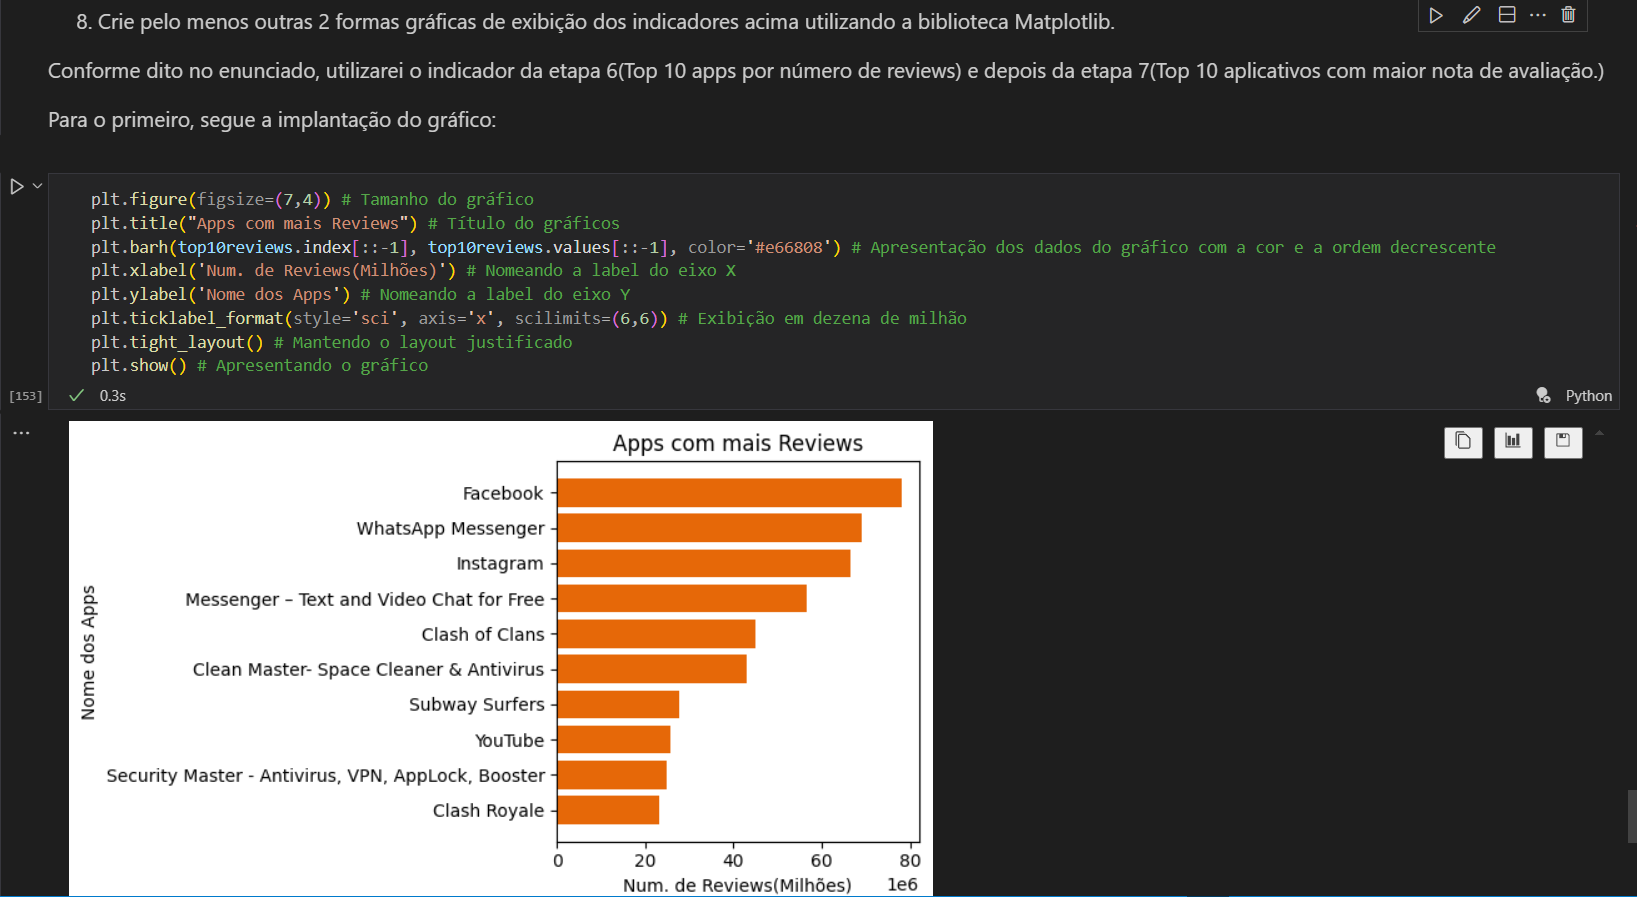 8. Crie pelo menos outras 2 formas gráficas de exibição dos indicadores acima utilizando a biblioteca Matplotlib.
Conforme dito no enunciado, utilizarei o indicador da etapa 6(Top 10 apps por número de reviews) e depois da etapa 7(Top 10 aplicativos com maior nota de avaliação.)
Para o primeiro, segue a implantação do gráfico:
plt.figure(figsize=(7,4)) # Tamanho do gráfico
plt.title("Apps com mais Reviews") # Título do gráficos
plt.barh(top10reviews.index[::-1], top10reviews.values[::-1], color='#e66808') # Apresentação dos dados do gráfico com a cor e a ordem decrescente
plt.xlabel('Num. de Reviews(Milhões)') # Nomeando a label do eixo X
plt.ylabel('Nome dos Apps') # Nomeando a label do eixo Y
plt.ticklabel_format(style='sci', axis='x', scilimits=(6,6)) # Exibição em dezena de milhão
plt.tight_layout() # Mantendo o layout justificado
plt.show() # Apresentando o gráfico
[153] 0.3s Python
Apps com mais Reviews
Facebook
WhatsApp Messenger
Instagram
Messenger – Text and Video Chat for Free
Clash of Clans
Clean Master- Space Cleaner & Antivirus
Subway Surfers
YouTube
Security Master - Antivirus, VPN, AppLock, Booster
Clash Royale
Nome dos Apps
0 20 40 60 80
Num. de Reviews(Milhões) 1e6